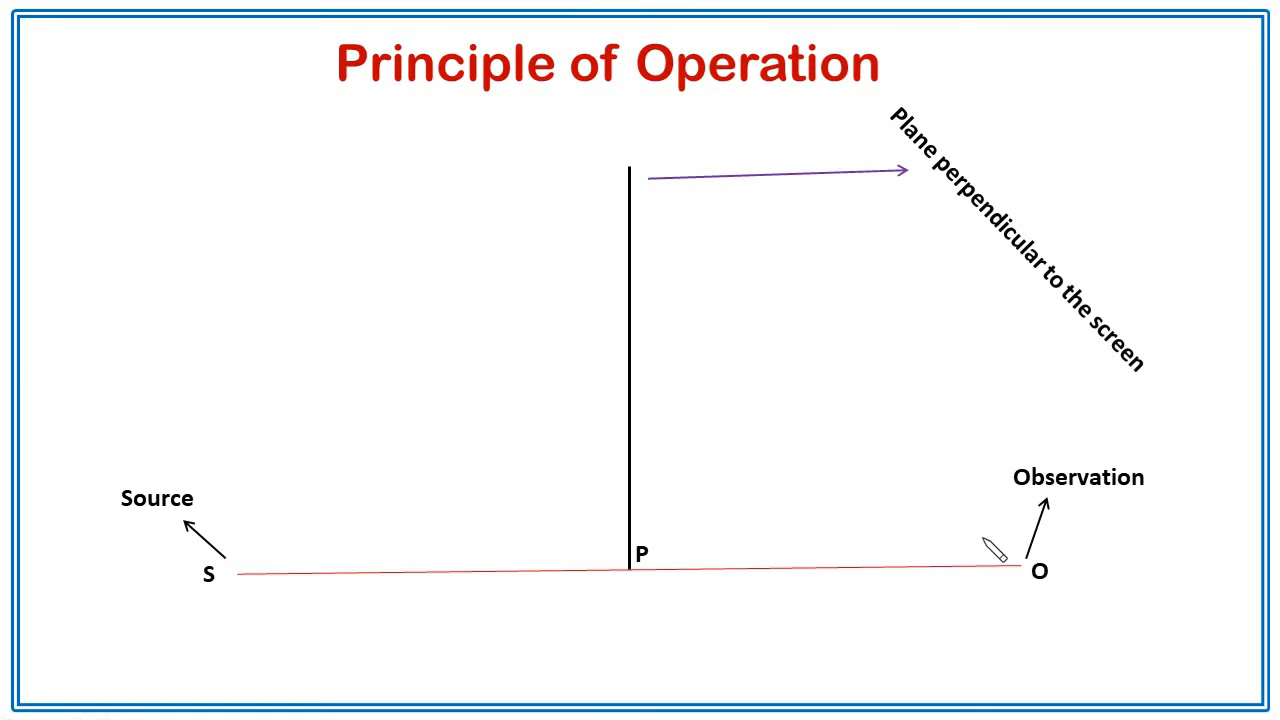 Principle of Operation
Plane perpendicular to the screen
Source
Observation
P
S
O